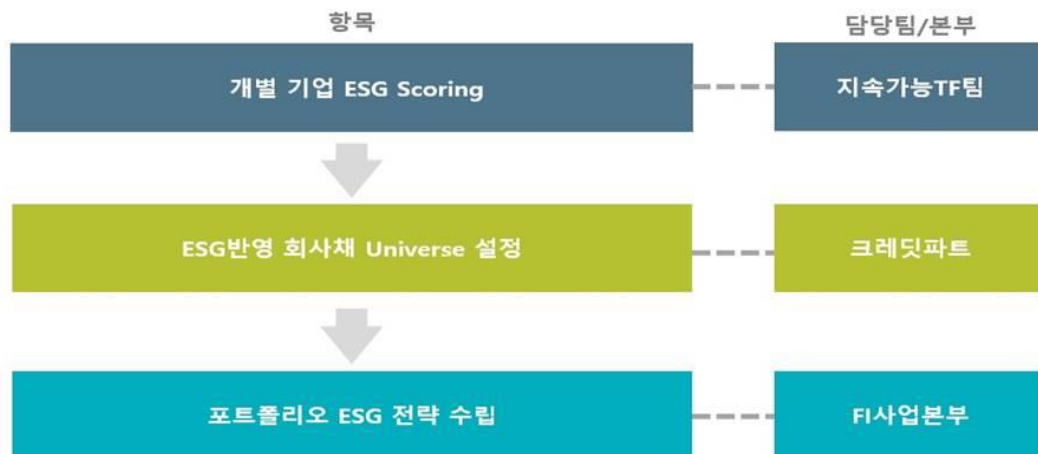 항목
담당팀/본부
개별 기업 ESG Scoring
지속가능TF팀
ESG반영 회사채 Universe 설정
크레딧파트
포트폴리오 ESG 전략 수립
FI사업본부